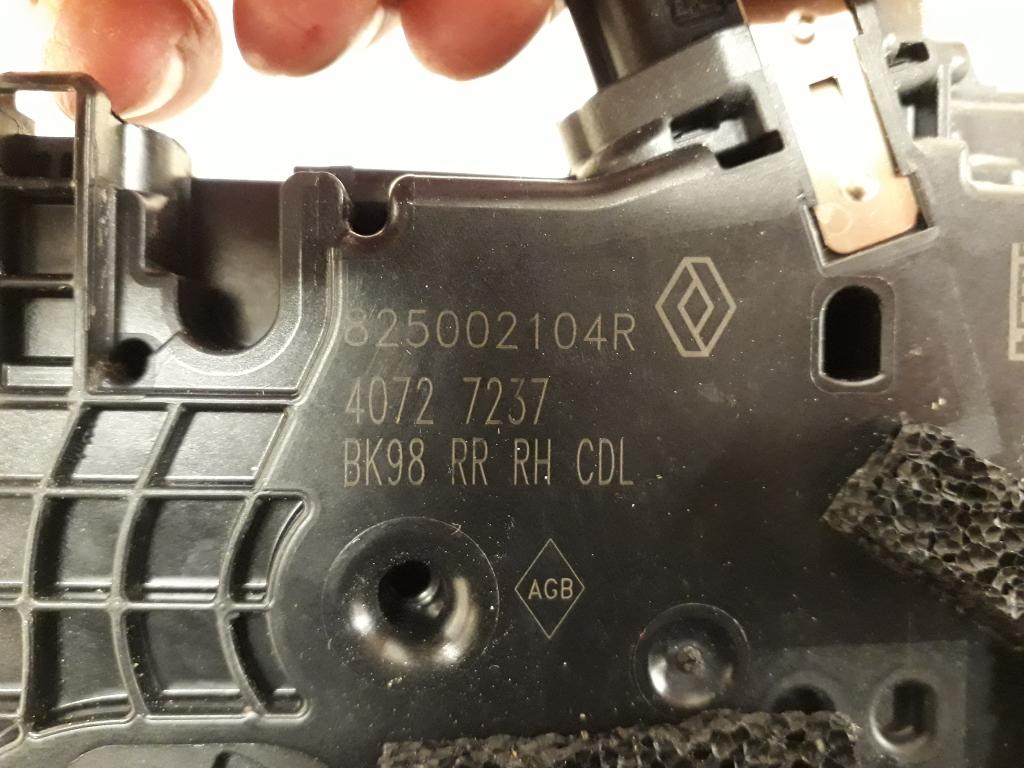 825002104R
4072 7237
BK98 RR RH CDL
AGB